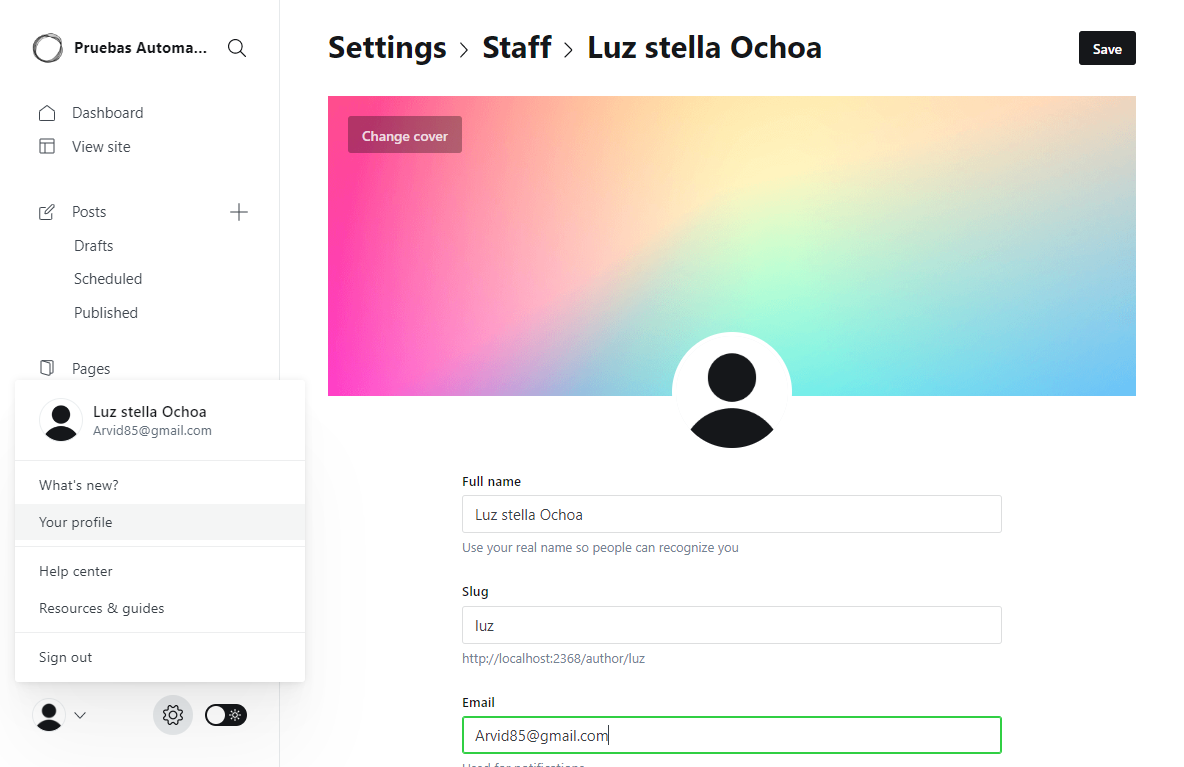 Pruebas Automa...
Settings > Staff > Luz stella Ochoa
Save
Dashboard
View site
Change cover
Posts
Drafts
Scheduled
Published
Pages
Luz stella Ochoa
Arvid85@gmail.com
What's new?
Your profile
Help center
Resources & guides
Sign out
Full name
Luz stella Ochoa
Use your real name so people can recognize you
Slug
luz
http://localhost:2368/author/luz
Email
Arvid85@gmail.com
Used for notifications